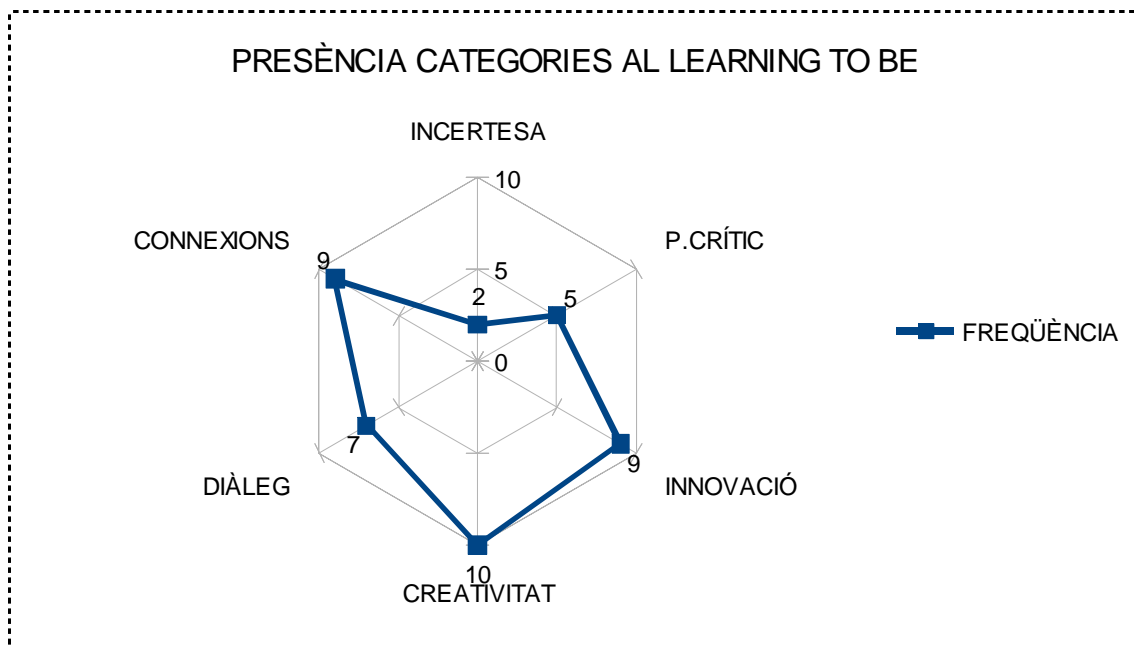 PRESÈNCIA CATEGORIES AL LEARNING TO BE
INCERTESA
10
CONNEXIONS
P.CRÍTIC
9
5
2
5
0
FREQÜÈNCIA
7
9
DIÀLEG
INNOVACIÓ
10
CREATIVITAT